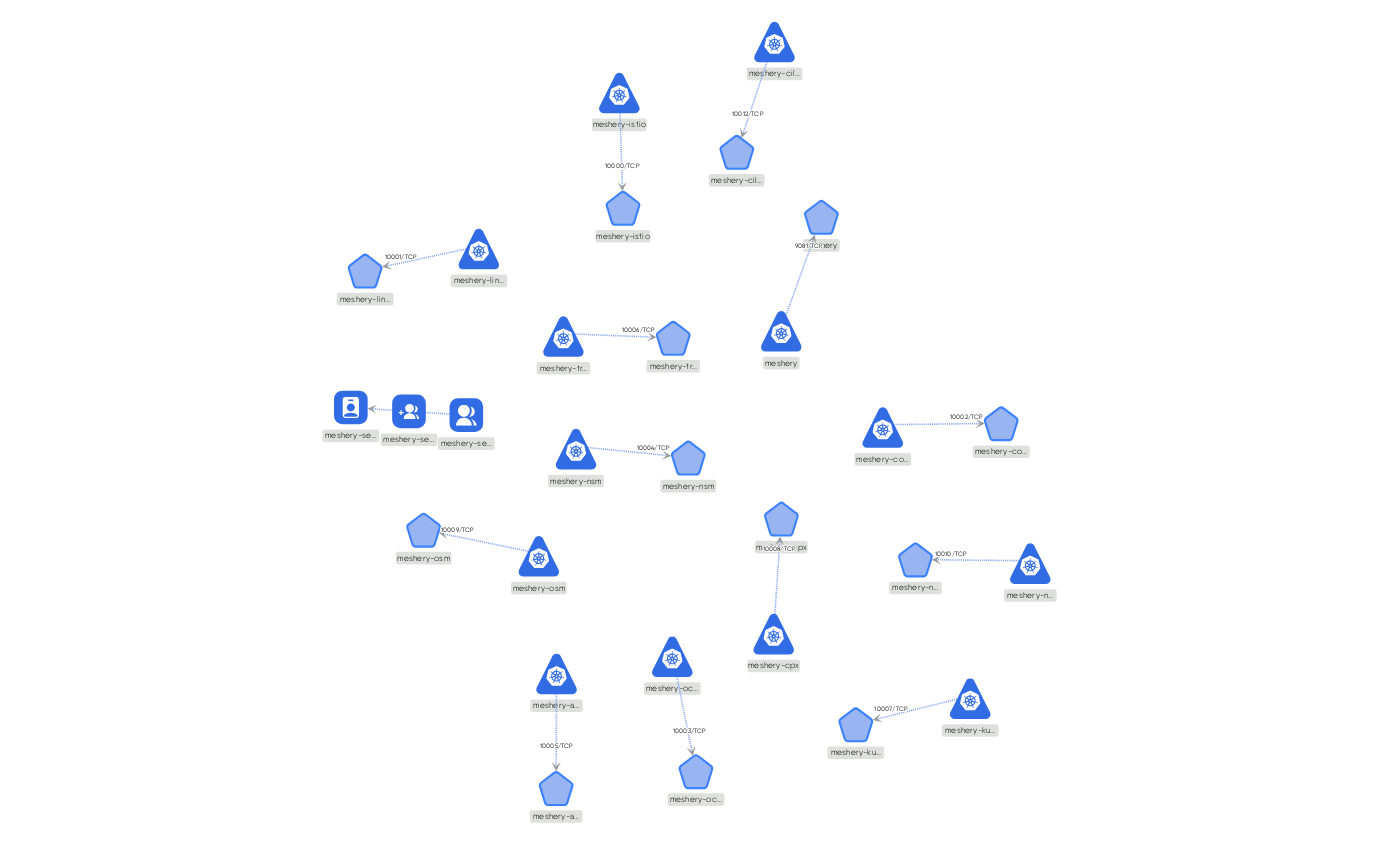 meshery-cil...
10012/TCP
meshery-cil...
meshery-istio
10000/TCP
meshery-istio
9081/TCP
meshery
10001/TCP
meshery-lin...
meshery-lin...
10006/TCP
meshery-tr...
meshery-tr...
meshery-se...
meshery-se...
meshery-se...
10002/TCP
meshery-co...
meshery-co...
10004/TCP
meshery-nsm
meshery-nsm
10009/TCP
meshery-osm
meshery-osm
10008/TCP
meshery-cpx
10010/TCP
meshery-n...
meshery-n...
meshery-oc...
10003/TCP
meshery-oc...
meshery-a...
10005/TCP
meshery-a...
10007/TCP
meshery-ku...
meshery-ku...